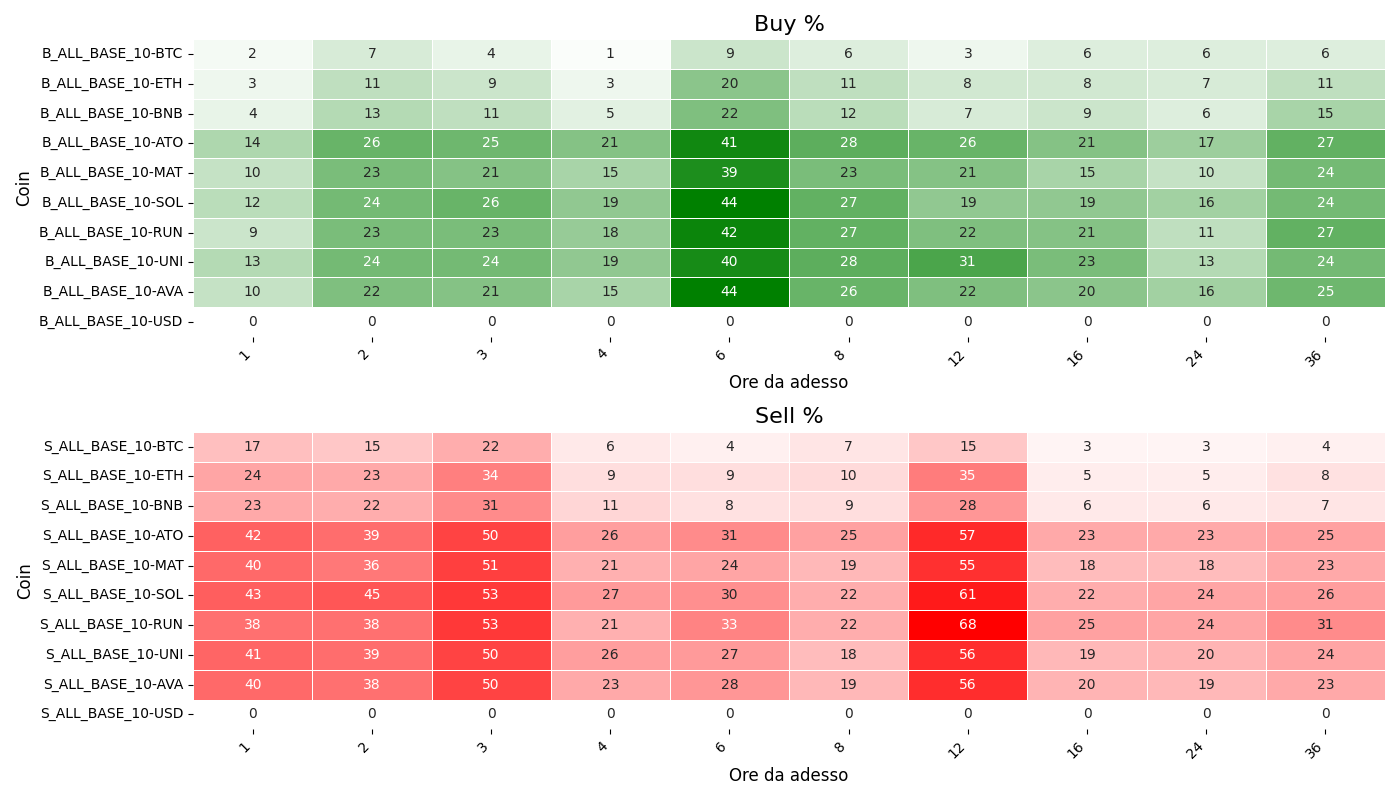 Buy %
Coin
B_ALL_BASE_10-BTC 2 7 4 1 9 6 3 6 6 6
B_ALL_BASE_10-ETH 3 11 9 3 20 11 8 8 7 11
B_ALL_BASE_10-BNB 4 13 11 5 22 12 7 9 6 15
B_ALL_BASE_10-ATO 14 26 25 21 41 28 26 21 17 27
B_ALL_BASE_10-MAT 10 23 21 15 39 23 21 15 10 24
B_ALL_BASE_10-SOL 12 24 26 19 44 27 19 19 16 24
B_ALL_BASE_10-RUN 9 23 23 18 42 27 22 21 11 27
B_ALL_BASE_10-UNI 13 24 24 19 40 28 31 23 13 24
B_ALL_BASE_10-AVA 10 22 21 15 44 26 22 20 16 25
B_ALL_BASE_10-USD 0 0 0 0 0 0 0 0 0 0
1 2 3 4 6 8 12 16 24 36
Ore da adesso
Sell %
Coin
S_ALL_BASE_10-BTC 17 15 22 6 4 7 15 3 3 4
S_ALL_BASE_10-ETH 24 23 34 9 9 10 35 5 5 8
S_ALL_BASE_10-BNB 23 22 31 11 8 9 28 6 6 7
S_ALL_BASE_10-ATO 42 39 50 26 31 25 57 23 23 25
S_ALL_BASE_10-MAT 40 36 51 21 24 19 55 18 18 23
S_ALL_BASE_10-SOL 43 45 53 27 30 22 61 22 24 26
S_ALL_BASE_10-RUN 38 38 53 21 33 22 68 25 24 31
S_ALL_BASE_10-UNI 41 39 50 26 27 18 56 19 20 24
S_ALL_BASE_10-AVA 40 38 50 23 28 19 56 20 19 23
S_ALL_BASE_10-USD 0 0 0 0 0 0 0 0 0 0
1 2 3 4 6 8 12 16 24 36
Ore da adesso